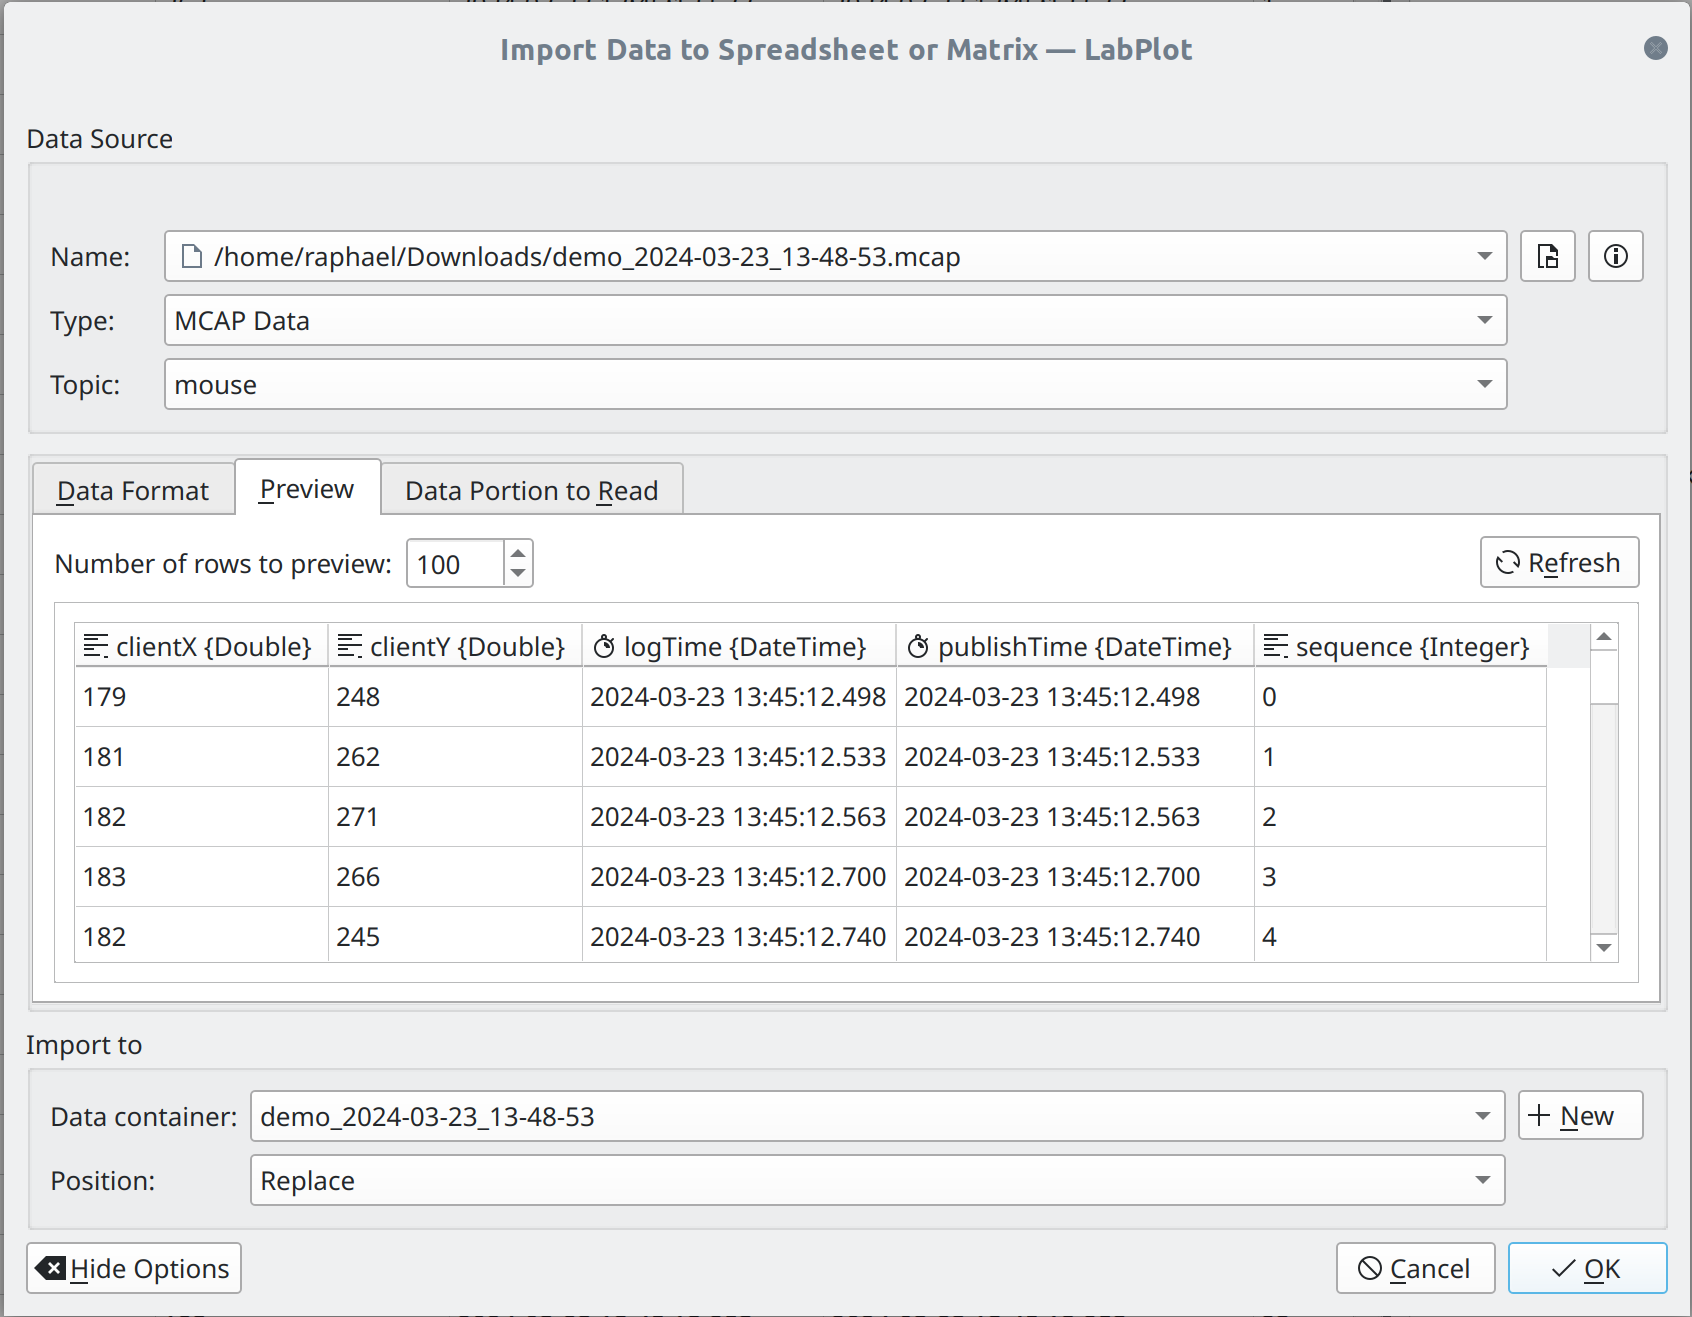 Import Data to Spreadsheet or Matrix — LabPlot
Data Source
Name: /home/raphael/Downloads/demo_2024-03-23_13-48-53.mcap
Type: MCAP Data
Topic: mouse
Data Format Preview Data Portion to Read
Number of rows to preview: 100 Refresh
clientX {Double} clientY {Double} logTime {DateTime} publishTime {DateTime} sequence {Integer}
179 248 2024-03-23 13:45:12.498 2024-03-23 13:45:12.498 0
181 262 2024-03-23 13:45:12.533 2024-03-23 13:45:12.533 1
182 271 2024-03-23 13:45:12.563 2024-03-23 13:45:12.563 2
183 266 2024-03-23 13:45:12.700 2024-03-23 13:45:12.700 3
182 245 2024-03-23 13:45:12.740 2024-03-23 13:45:12.740 4
Import to
Data container: demo_2024-03-23_13-48-53 New
Position: Replace
Hide Options Cancel OK